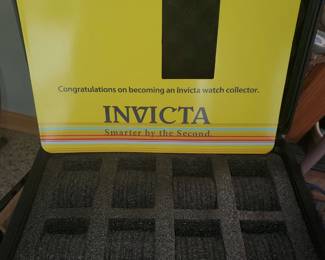 Congratulations on becoming an Invicta watch collector.
INVICTA
Smarter by the Second.